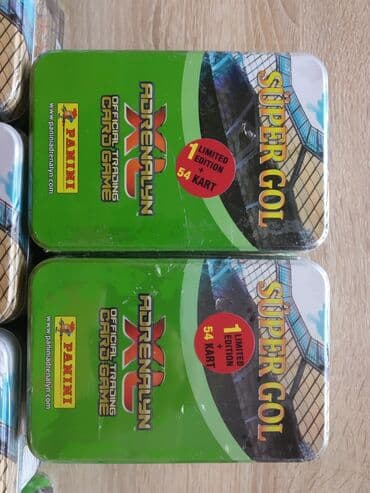 SÜPER GOL
1 LIMITED
EDITION
+
54 KART
ADRENALYN
XL
OFFICIAL TRADING
CARD GAME
PANINI
www.paniniadrenalyn.com
SÜPER GOL
1 LIMITED
EDITION
+
54 KART
ADRENALYN
XL
OFFICIAL TRADING
CARD GAME
PANINI
www.paniniadrenalyn.com